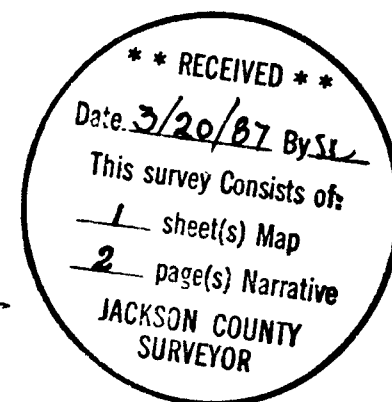 * * RECEIVED * *
Date. 3/20/87 By SL
This survey Consists of:
1 sheet(s) Map
2 page(s) Narrative
JACKSON COUNTY
SURVEYOR